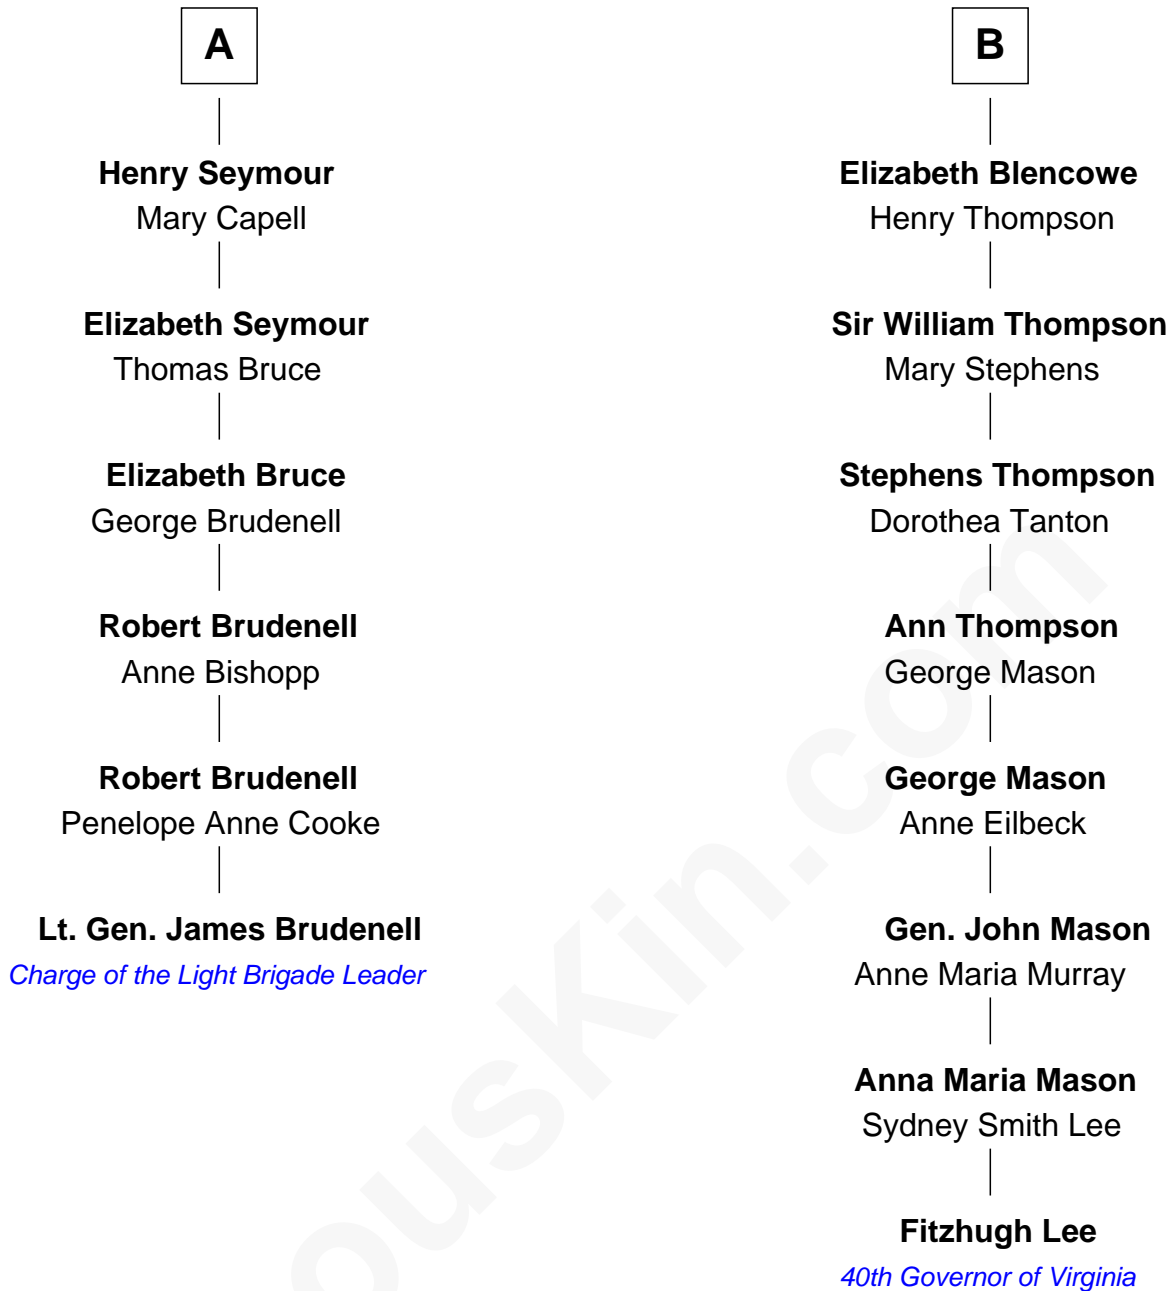 A
Henry Seymour
Mary Capell
Elizabeth Seymour
Thomas Bruce
Elizabeth Bruce
George Brudenell
Robert Brudenell
Anne Bishopp
Robert Brudenell
Penelope Anne Cooke
Lt. Gen. James Brudenell
Charge of the Light Brigade Leader
B
Elizabeth Blencowe
Henry Thompson
Sir William Thompson
Mary Stephens
Stephens Thompson
Dorothea Tanton
Ann Thompson
George Mason
George Mason
Anne Eilbeck
Gen. John Mason
Anne Maria Murray
Anna Maria Mason
Sydney Smith Lee
Fitzhugh Lee
40th Governor of Virginia
ousKin.com